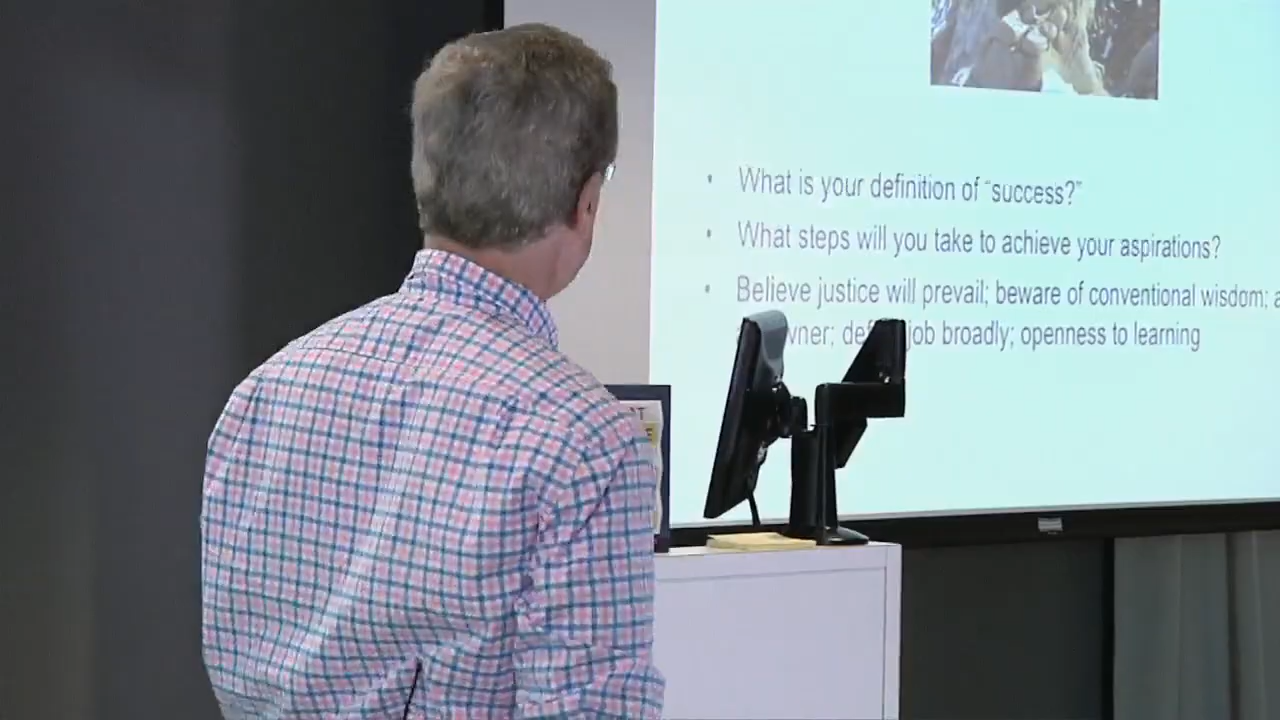 • What is your definition of “success?”
• What steps will you take to achieve your aspirations?
• Believe justice will prevail; beware of conventional wisdom;
job broadly; openness to learning